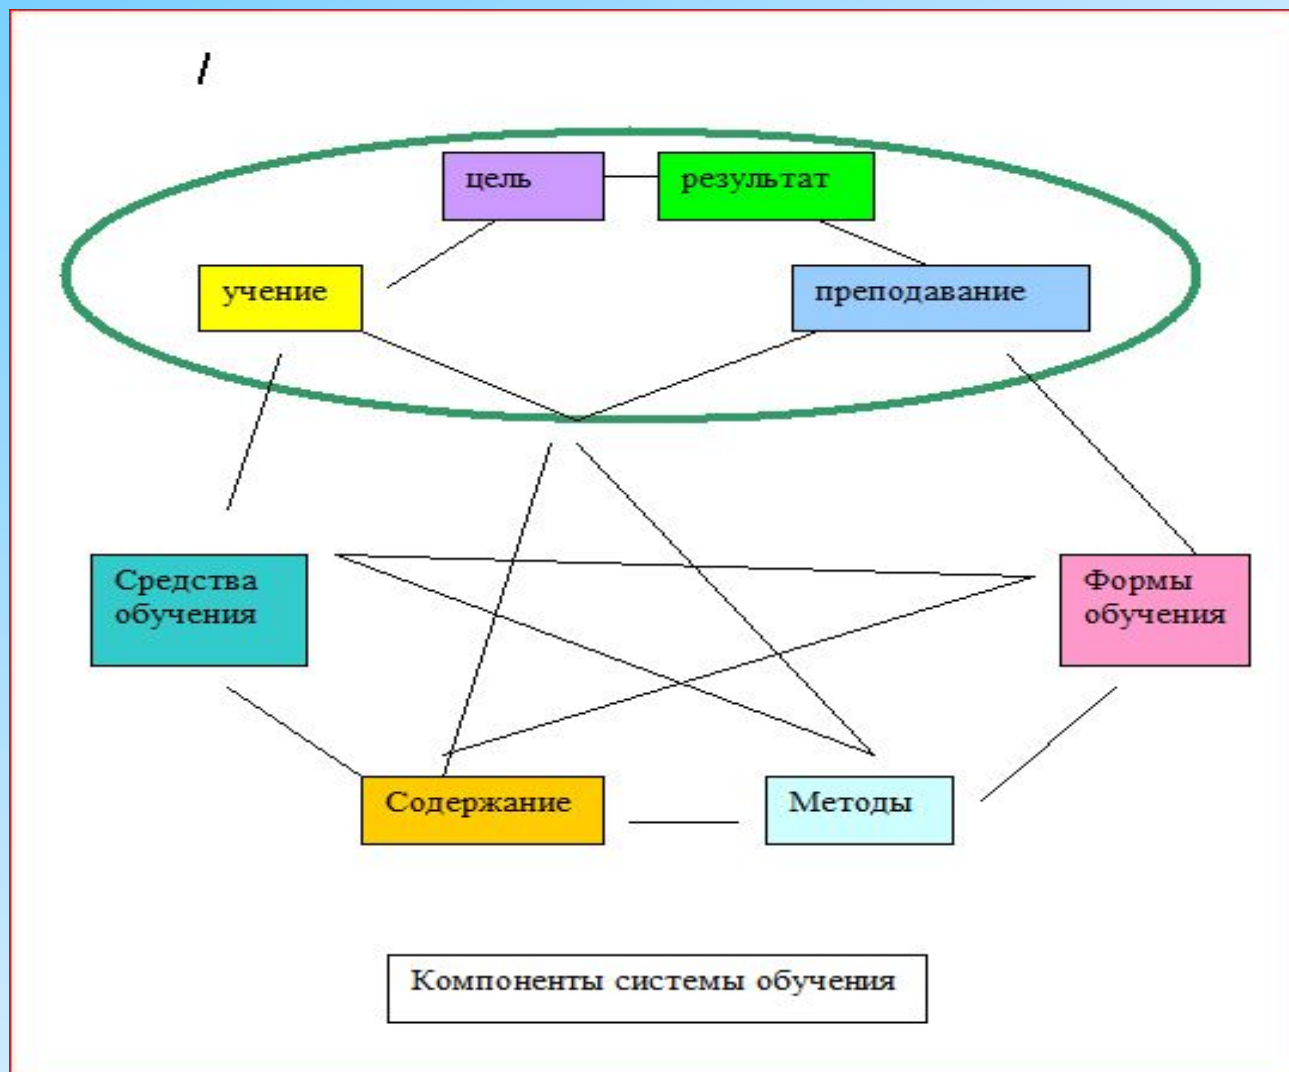 /
цель
результат
учение
преподавание
Средства
обучения
Формы
обучения
Содержание
Методы
Компоненты системы обучения